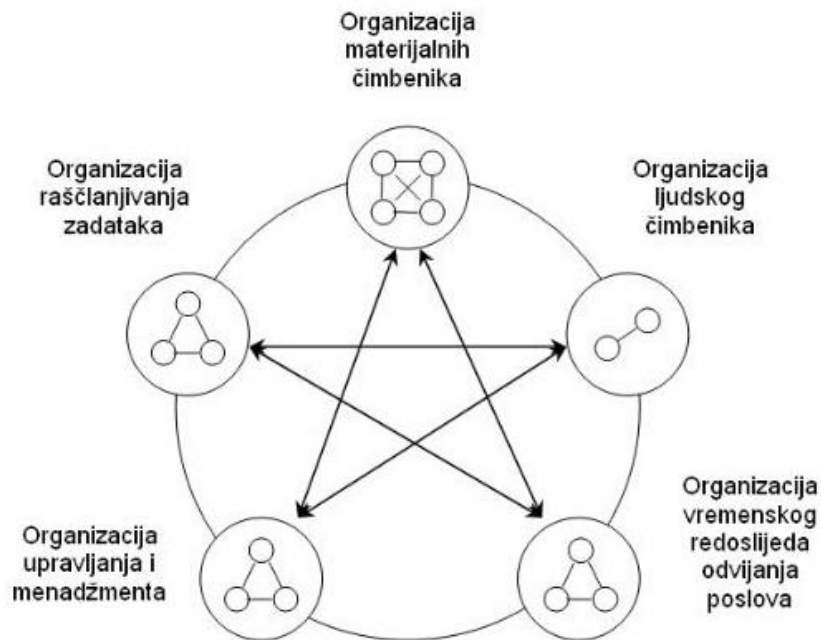 Organizacija
materijalnih
čimbenika
Organizacija
raščlanjivanja
zadataka
Organizacija
ljudskog
čimbenika
Organizacija
upravljanja i
menadžmenta
Organizacija
vremenskog
redoslijeda
odvijanja
poslova